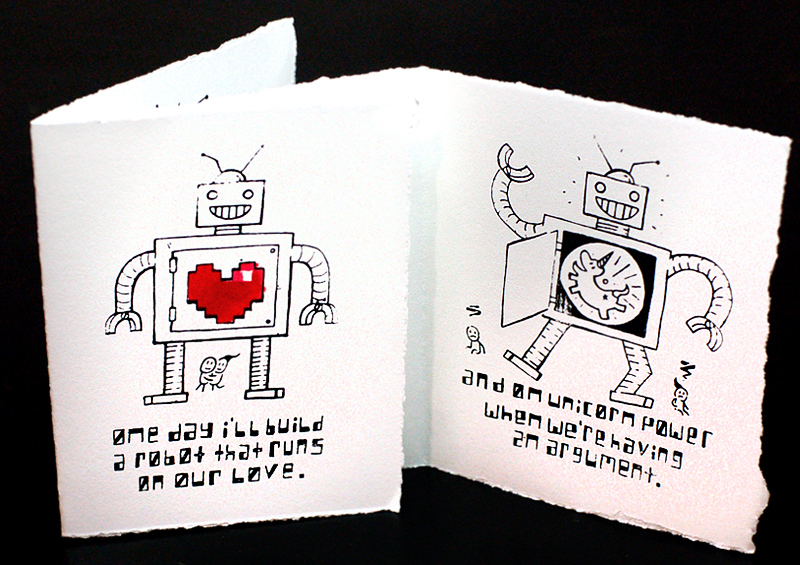 one day i'll build
a robot that runs
on our love.
and on unicorn power
when we're having
an argument.